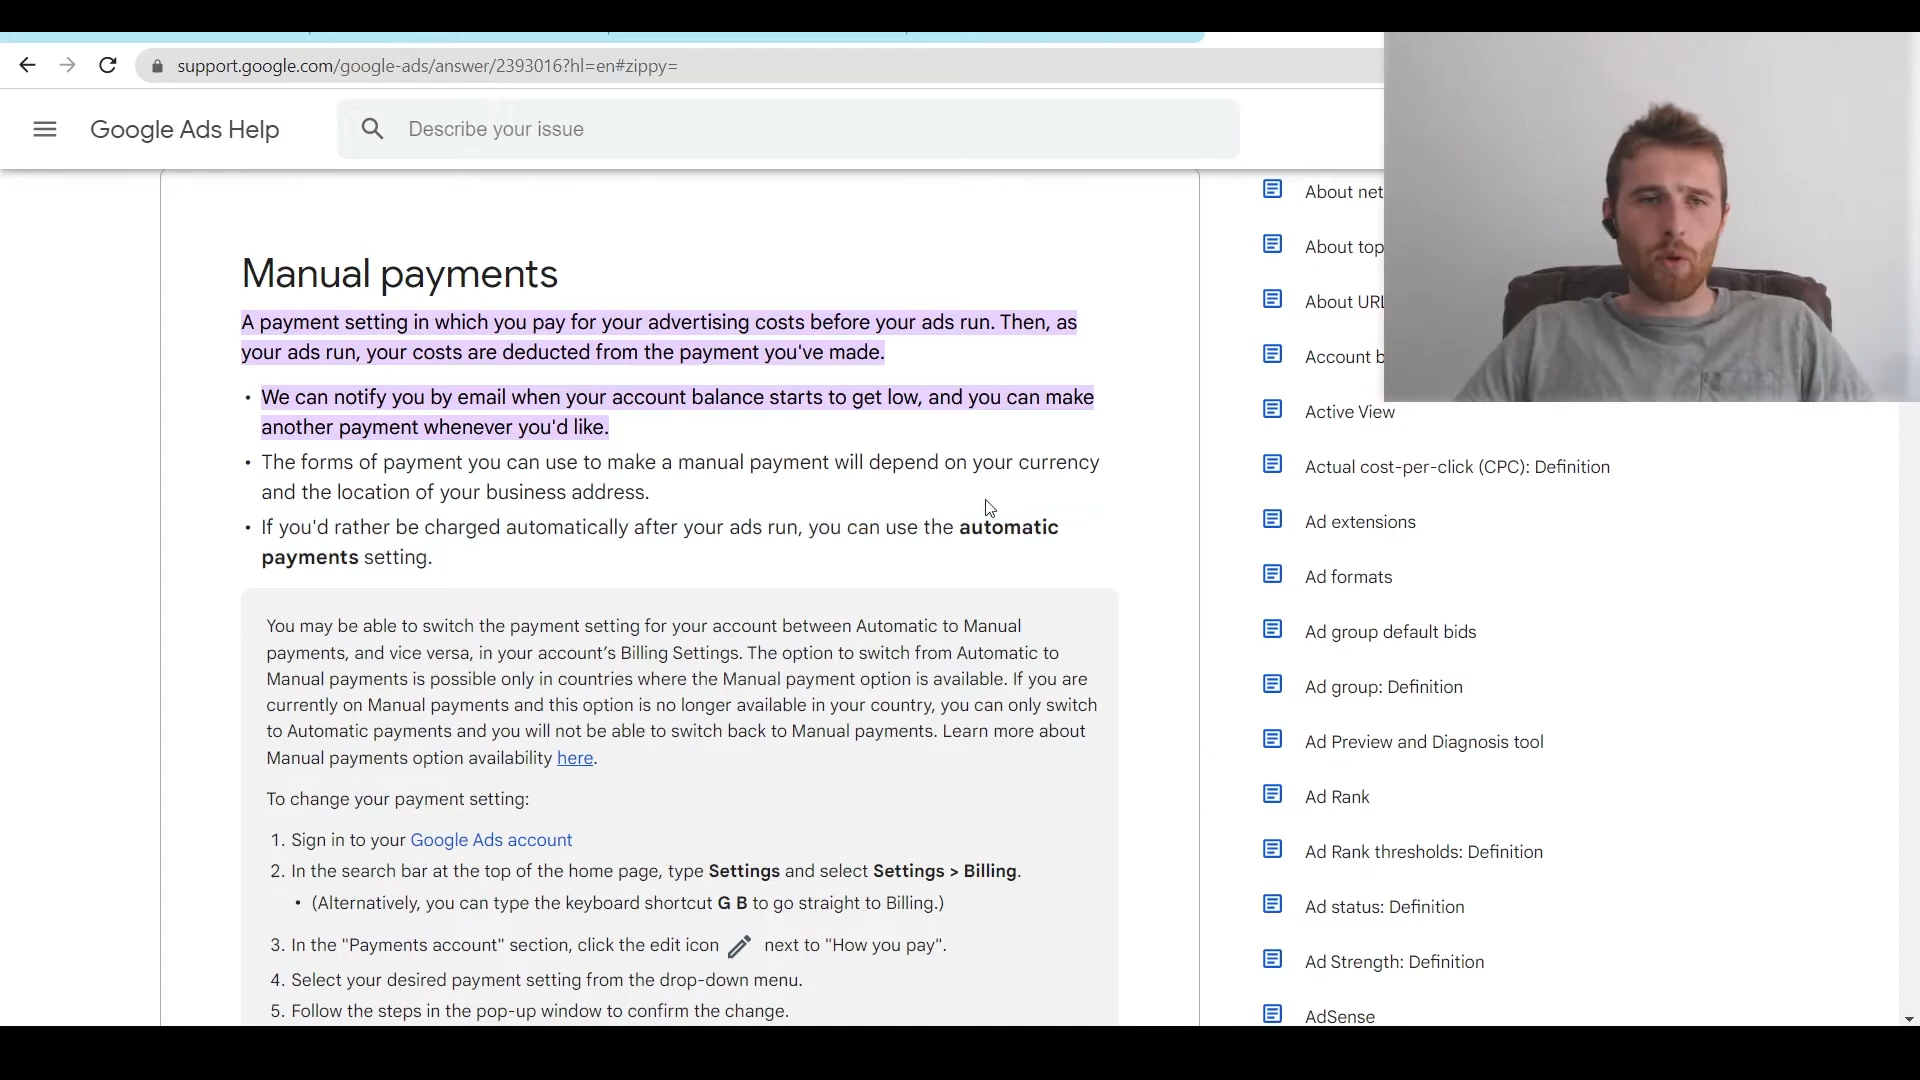 support.google.com/google-ads/answer/2393016?hl=en#zippy=
Google Ads Help
Describe your issue
Manual payments
A payment setting in which you pay for your advertising costs before your ads run. Then, as
your ads run, your costs are deducted from the payment you've made.
• We can notify you by email when your account balance starts to get low, and you can make
another payment whenever you'd like.
• The forms of payment you can use to make a manual payment will depend on your currency
and the location of your business address.
• If you'd rather be charged automatically after your ads run, you can use the automatic
payments setting.
You may be able to switch the payment setting for your account between Automatic to Manual
payments, and vice versa, in your account’s Billing Settings. The option to switch from Automatic to
Manual payments is possible only in countries where the Manual payment option is available. If you are
currently on Manual payments and this option is no longer available in your country, you can only switch
to Automatic payments and you will not be able to switch back to Manual payments. Learn more about
Manual payments option availability here.
To change your payment setting:
1. Sign in to your Google Ads account
2. In the search bar at the top of the home page, type Settings and select Settings > Billing.
• (Alternatively, you can type the keyboard shortcut G B to go straight to Billing.)
3. In the "Payments account" section, click the edit icon next to "How you pay".
4. Select your desired payment setting from the drop-down menu.
5. Follow the steps in the pop-up window to confirm the change.
About net
About top
About URL
Account b
Active View
Actual cost-per-click (CPC): Definition
Ad extensions
Ad formats
Ad group default bids
Ad group: Definition
Ad Preview and Diagnosis tool
Ad Rank
Ad Rank thresholds: Definition
Ad status: Definition
Ad Strength: Definition
AdSense